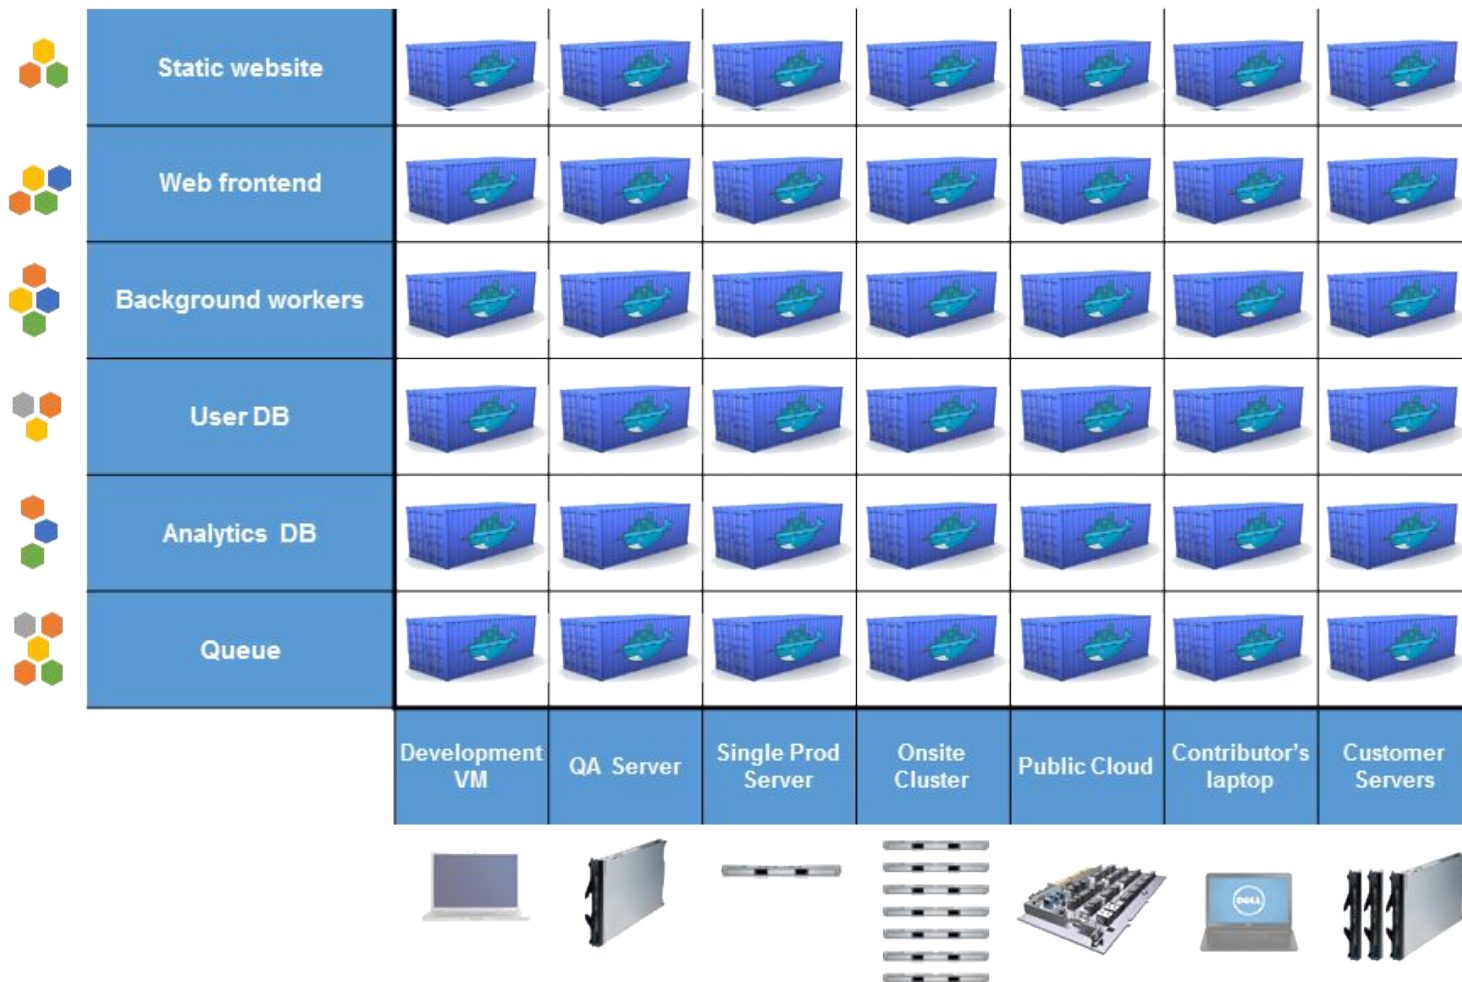 Static website
Web frontend
Background workers
User DB
Analytics DB
Queue
Development
VM
QA Server
Single Prod
Server
Onsite
Cluster
Public Cloud
Contributor's
laptop
Customer
Servers
DELL